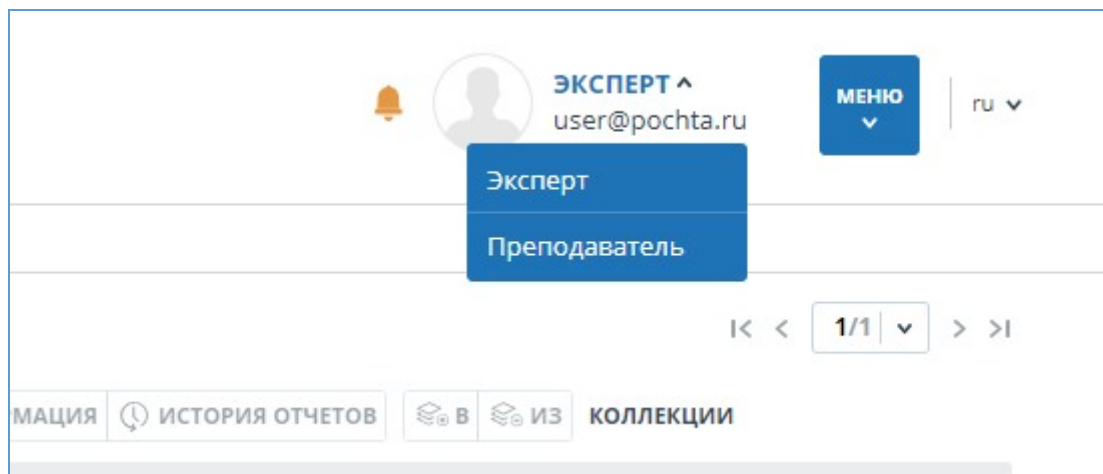 ЭКСПЕРТ
user@pochta.ru
МЕНЮ
ru
Эксперт
Преподаватель
1/1
МАЦИЯ ИСТОРИЯ ОТЧЕТОВ В ИЗ КОЛЛЕКЦИИ